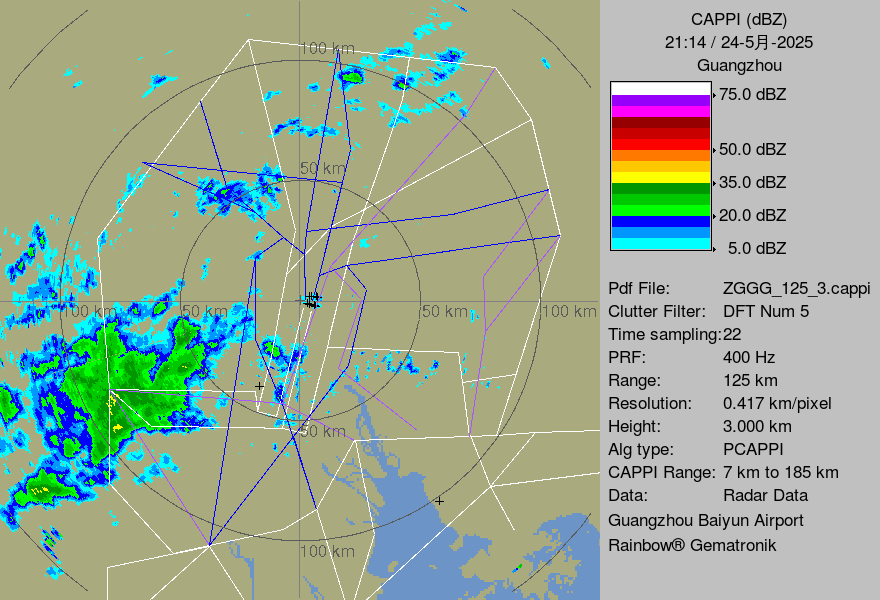 100 km
50 km
100 km
50 km
50 km
100 km
50 km
100 km
CAPPI (dBZ)
21:14 / 24-5月-2025
Guangzhou
75.0 dBZ
50.0 dBZ
35.0 dBZ
20.0 dBZ
5.0 dBZ
Pdf File: ZGGG_125_3.cappi
Clutter Filter: DFT Num 5
Time sampling:22
PRF: 400 Hz
Range: 125 km
Resolution: 0.417 km/pixel
Height: 3.000 km
Alg type: PCAPPI
CAPPI Range: 7 km to 185 km
Data: Radar Data
Guangzhou Baiyun Airport
Rainbow® Gematronik